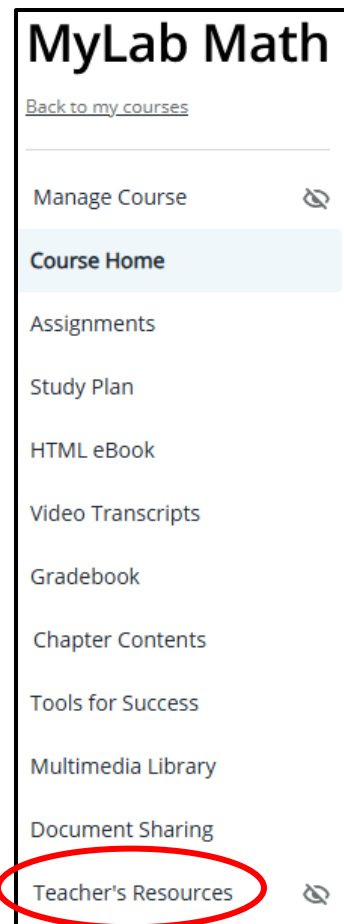 MyLab Math
Back to my courses
Manage Course
Course Home
Assignments
Study Plan
HTML eBook
Video Transcripts
Gradebook
Chapter Contents
Tools for Success
Multimedia Library
Document Sharing
Teacher's Resources